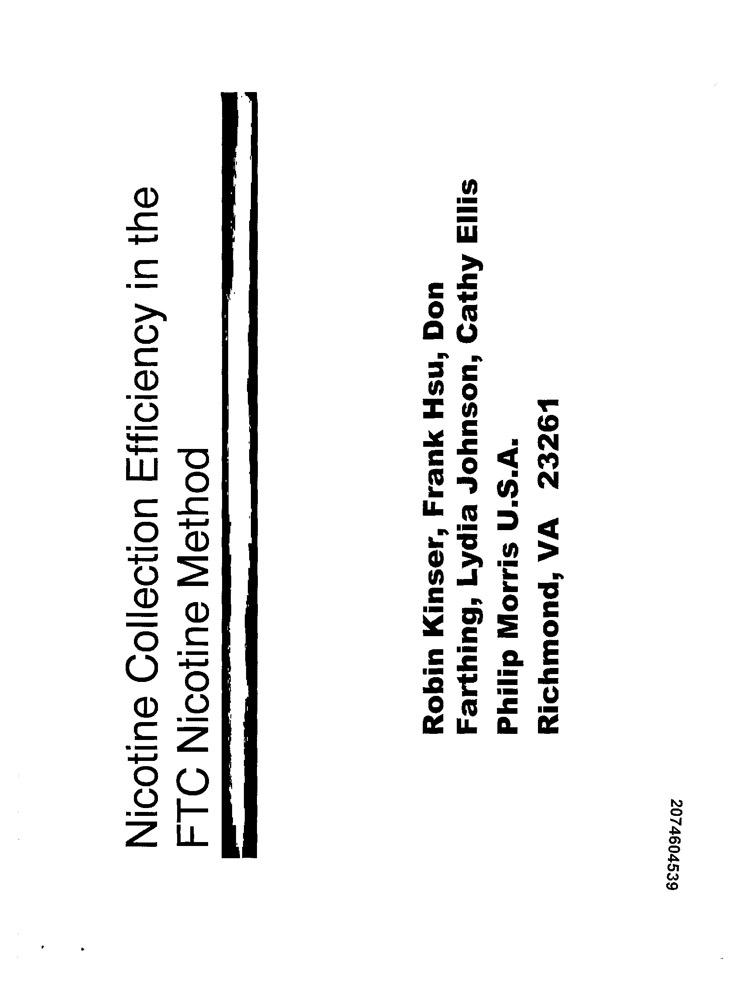 Nicotine Collection Efficiency in the
FTC Nicotine Method
Robin Kinser, Frank Hsu, Don
Farthing, Lydia Johnson, Cathy Ellis
Philip Morris U.S.A.
Richmond, VA 23261
2074604539